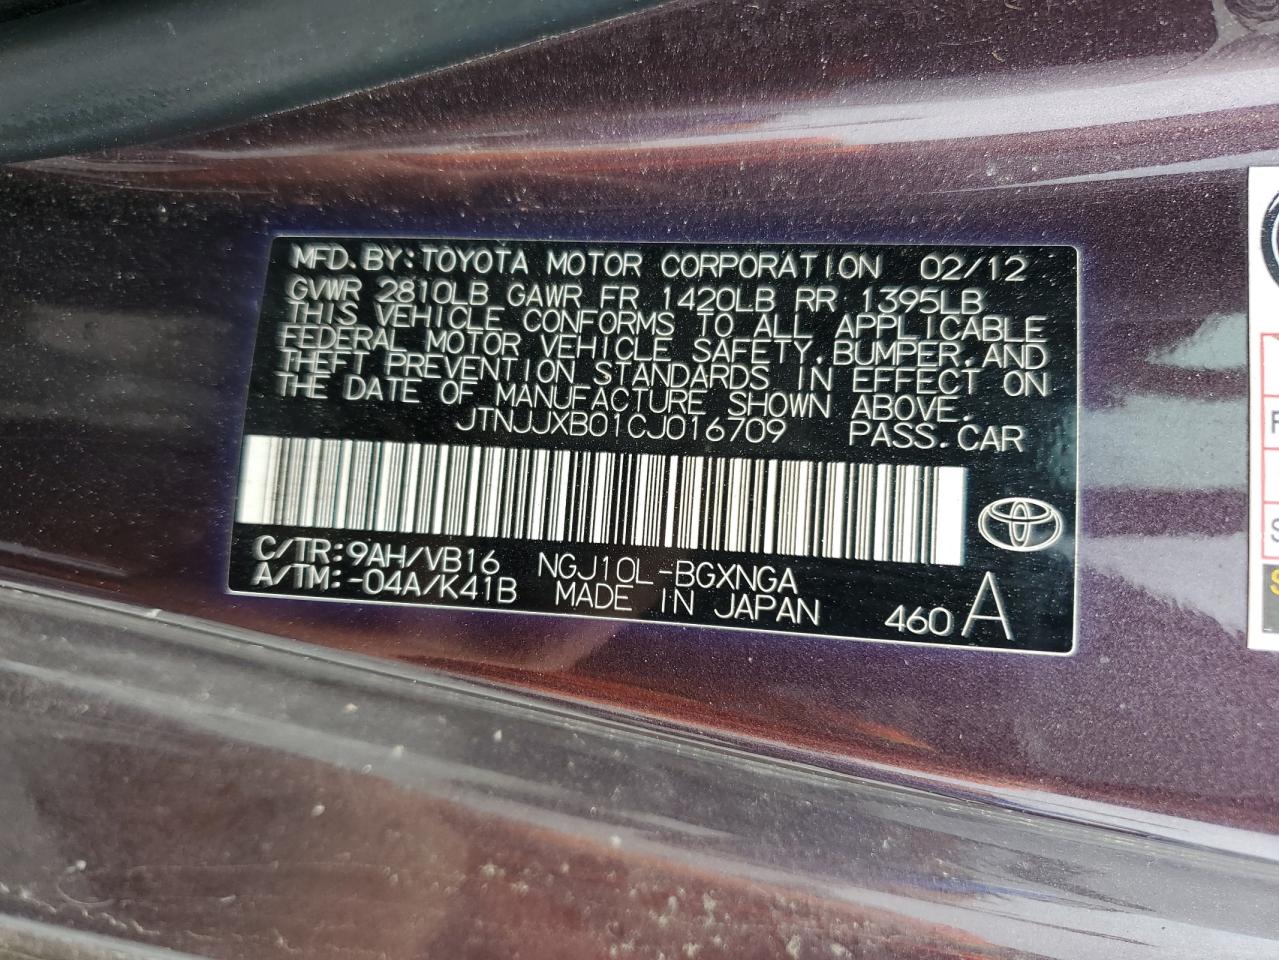 MFD. BY: TOYOTA MOTOR CORPORATION 02/12
GVWR 2810LB GAWR FR 1420LB RR 1395LB
THIS VEHICLE CONFORMS TO ALL APPLICABLE
FEDERAL MOTOR VEHICLE SAFETY, BUMPER, AND
THEFT PREVENTION STANDARDS IN EFFECT ON
THE DATE OF MANUFACTURE SHOWN ABOVE.
JTNJJXB01CJ016709 PASS. CAR
C/TR: 9AH/VB16 NGJ10L-BGXNGA
A/TM: -04A/K41B MADE IN JAPAN 460 A